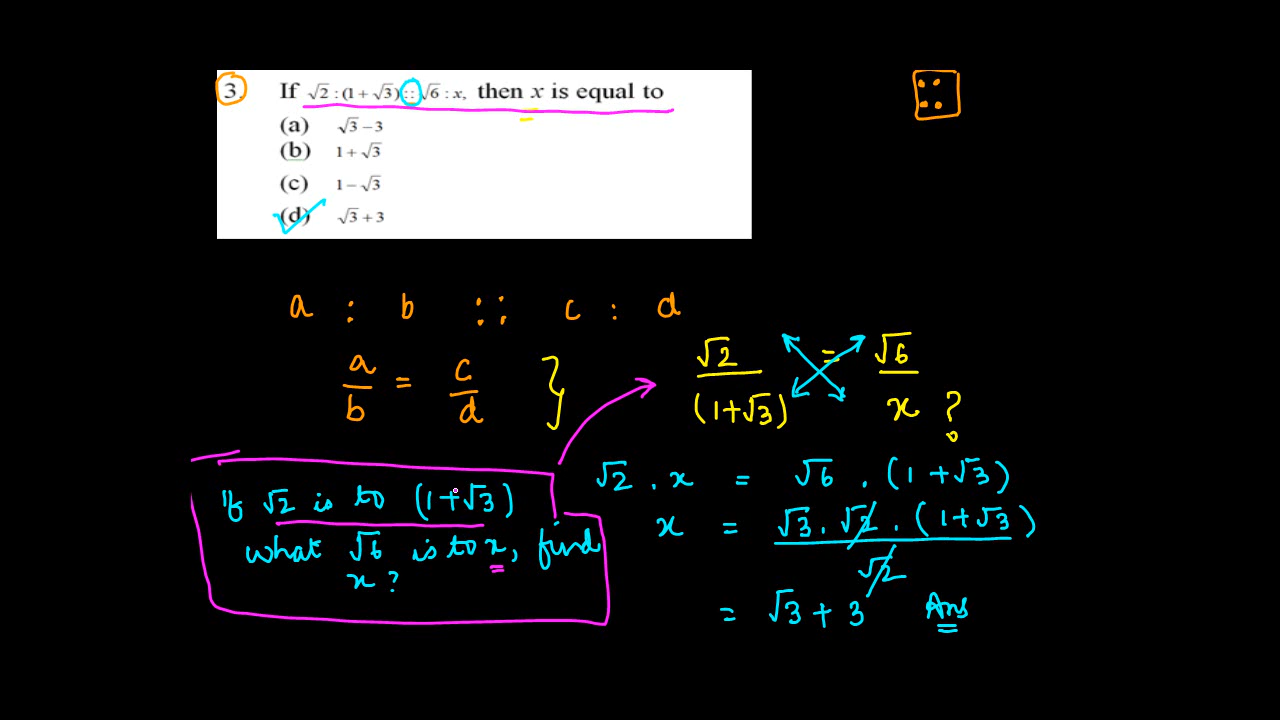 3. If √2 : (1 + √3) :: √6 : x, then x is equal to
(a) √3 − 3
(b) 1 + √3
(c) 1 − √3
(d) √3 + 3
::
a : b :: c : d
a/b = c/d }
√2/(1+√3) = √6/x ?
If √2 is to (1+√3)
what √6 is to x, find
x?
√2 . x = √6 . (1+√3)
x = √3 . √2 . (1+√3)/√2
= √3 + 3 Ans